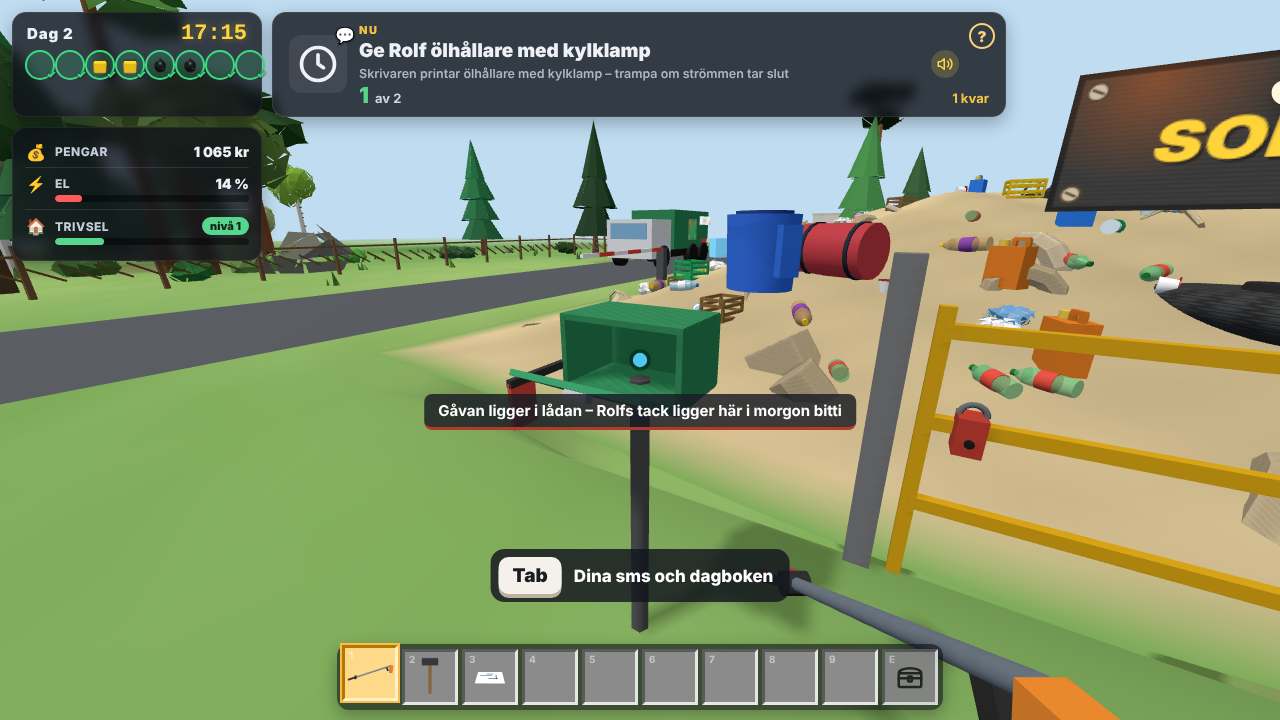 Dag 2
17:15
NU
Ge Rolf ölhållare med kylklamp
Skrivaren printar ölhållare med kylklamp – trampa om strömmen tar slut
1 av 2
1 kvar
?
PENGAR 1 065 kr
EL 14 %
TRIVSEL nivå 1
Gåvan ligger i lådan – Rolfs tack ligger här i morgon bitti
Tab Dina sms och dagboken
2 3 4 5 6 7 8 9 E